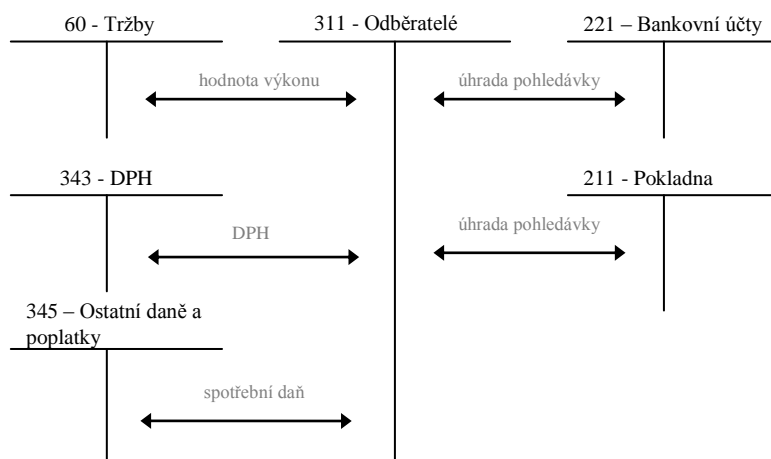 60 - Tržby
311 - Odběratelé
221 – Bankovní účty
hodnota výkonu
úhrada pohledávky
343 - DPH
211 - Pokladna
DPH
úhrada pohledávky
345 – Ostatní daně a
poplatky
spotřební daň